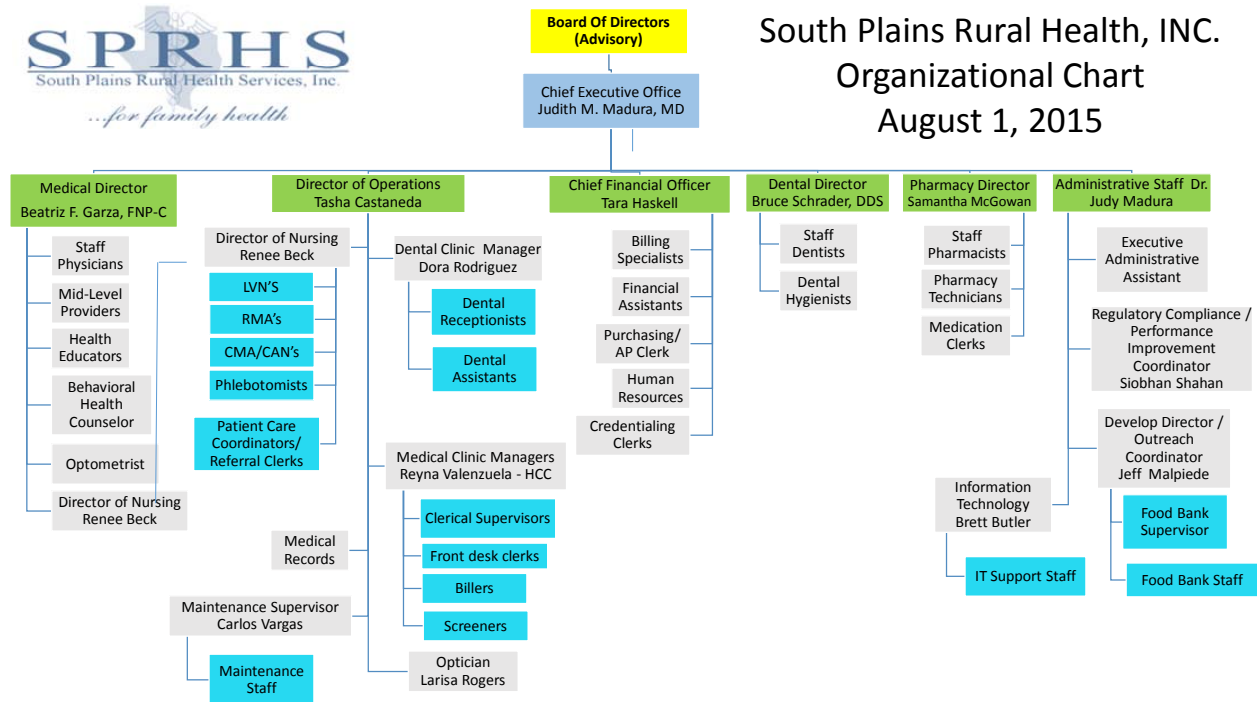 SPRHS
South Plains Rural Health Services, Inc.
...for family health
Board Of Directors
(Advisory)
Chief Executive Office
Judith M. Madura, MD
South Plains Rural Health, INC.
Organizational Chart
August 1, 2015
Medical Director
Beatriz F. Garza, FNP-C
Staff
Physicians
Mid-Level
Providers
Health
Educators
Behavioral
Health
Counselor
Optometrist
Director of Nursing
Renee Beck
Director of Operations
Tasha Castaneda
Director of Nursing
Renee Beck
LVN'S
RMA's
CMA/CAN's
Phlebotomists
Patient Care
Coordinators/
Referral Clerks
Dental Clinic Manager
Dora Rodriguez
Dental
Receptionists
Dental
Assistants
Medical Clinic Managers
Reyna Valenzuela - HCC
Clerical Supervisors
Front desk clerks
Billers
Screeners
Medical
Records
Maintenance Supervisor
Carlos Vargas
Maintenance
Staff
Optician
Larisa Rogers
Chief Financial Officer
Tara Haskell
Billing
Specialists
Financial
Assistants
Purchasing/
AP Clerk
Human
Resources
Credentialing
Clerks
Dental Director
Bruce Schrader, DDS
Staff
Dentists
Dental
Hygienists
Pharmacy Director
Samantha McGowan
Staff
Pharmacists
Pharmacy
Technicians
Medication
Clerks
Administrative Staff Dr.
Judy Madura
Executive
Administrative
Assistant
Regulatory Compliance /
Performance
Improvement
Coordinator
Siobhan Shahan
Develop Director /
Outreach
Coordinator
Jeff Malpiede
Food Bank
Supervisor
Food Bank Staff
Information
Technology
Brett Butler
IT Support Staff